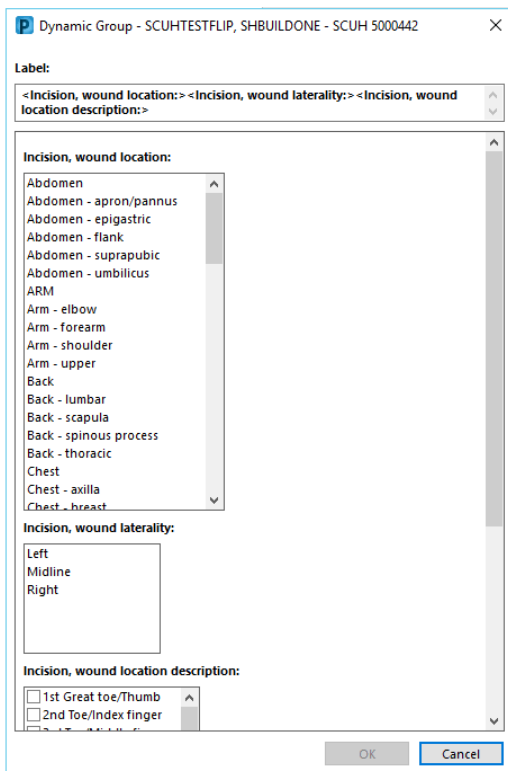 Dynamic Group - SCUHTESTFLIP, SHBUILDONE - SCUH 5000442
Label:
<Incision, wound location:><Incision, wound laterality:><Incision, wound
location description:>
Incision, wound location:
Abdomen
Abdomen - apron/pannus
Abdomen - epigastric
Abdomen - flank
Abdomen - suprapubic
Abdomen - umbilicus
ARM
Arm - elbow
Arm - forearm
Arm - shoulder
Arm - upper
Back
Back - lumbar
Back - scapula
Back - spinous process
Back - thoracic
Chest
Chest - axilla
Chest - breast
Incision, wound laterality:
Left
Midline
Right
Incision, wound location description:
1st Great toe/Thumb
2nd Toe/Index finger
OK Cancel